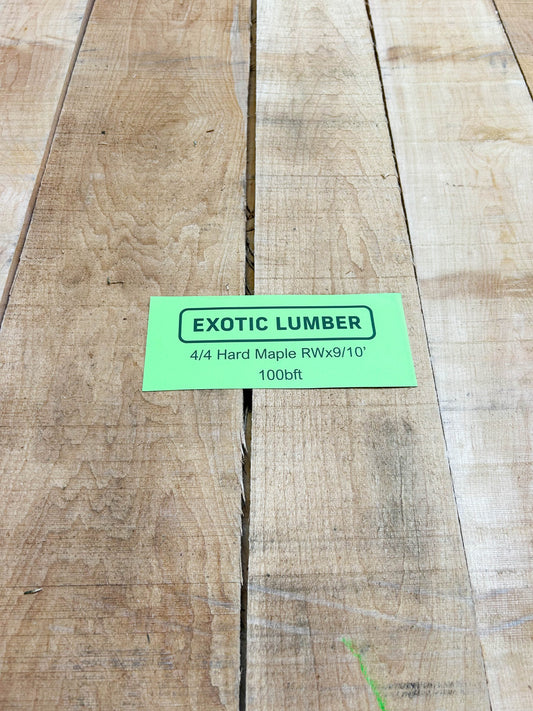 EXOTIC LUMBER
4/4 Hard Maple RWx9/10'
100bft